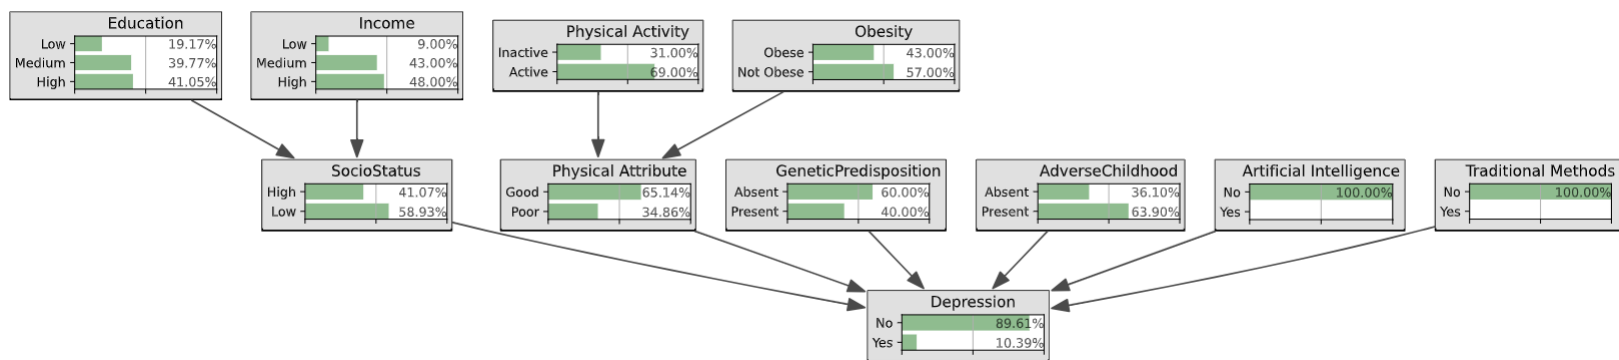 Education
Low 19.17%
Medium 39.77%
High 41.05%
Income
Low 9.00%
Medium 43.00%
High 48.00%
Physical Activity
Inactive 31.00%
Active 69.00%
Obesity
Obese 43.00%
Not Obese 57.00%
SocioStatus
High 41.07%
Low 58.93%
Physical Attribute
Good 65.14%
Poor 34.86%
GeneticPredisposition
Absent 60.00%
Present 40.00%
AdverseChildhood
Absent 36.10%
Present 63.90%
Artificial Intelligence
No 100.00%
Yes
Traditional Methods
No 100.00%
Yes
Depression
No 89.61%
Yes 10.39%